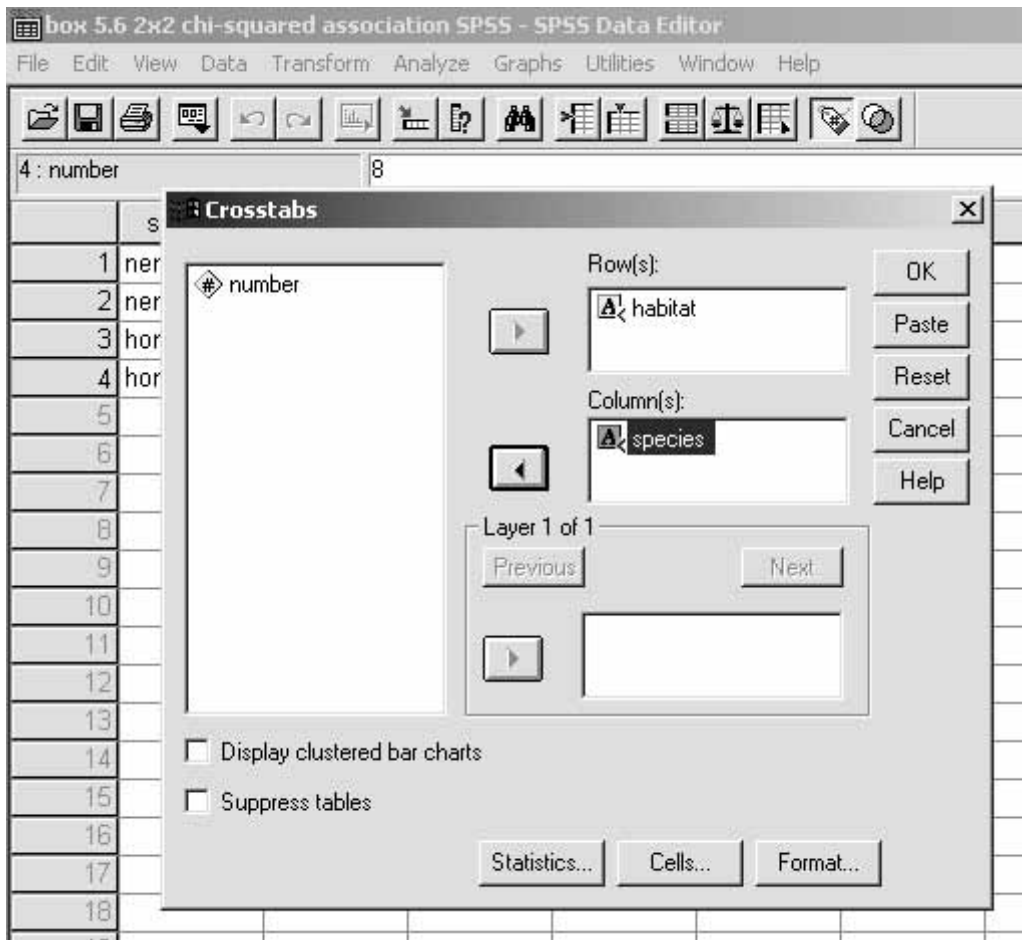 box 5.6 2x2 chi-squared association SPSS - SPSS Data Editor
File Edit View Data Transform Analyze Graphs Utilities Window Help
4 : number 8
Crosstabs
s
1 ner
2 ner
3 hor
4 hor
5
6
7
8
9
10
11
12
13
14
15
16
17
18
number
Row(s):
habitat
Column(s):
species
Layer 1 of 1
Previous Next
Display clustered bar charts
Suppress tables
Statistics... Cells... Format...
OK
Paste
Reset
Cancel
Help